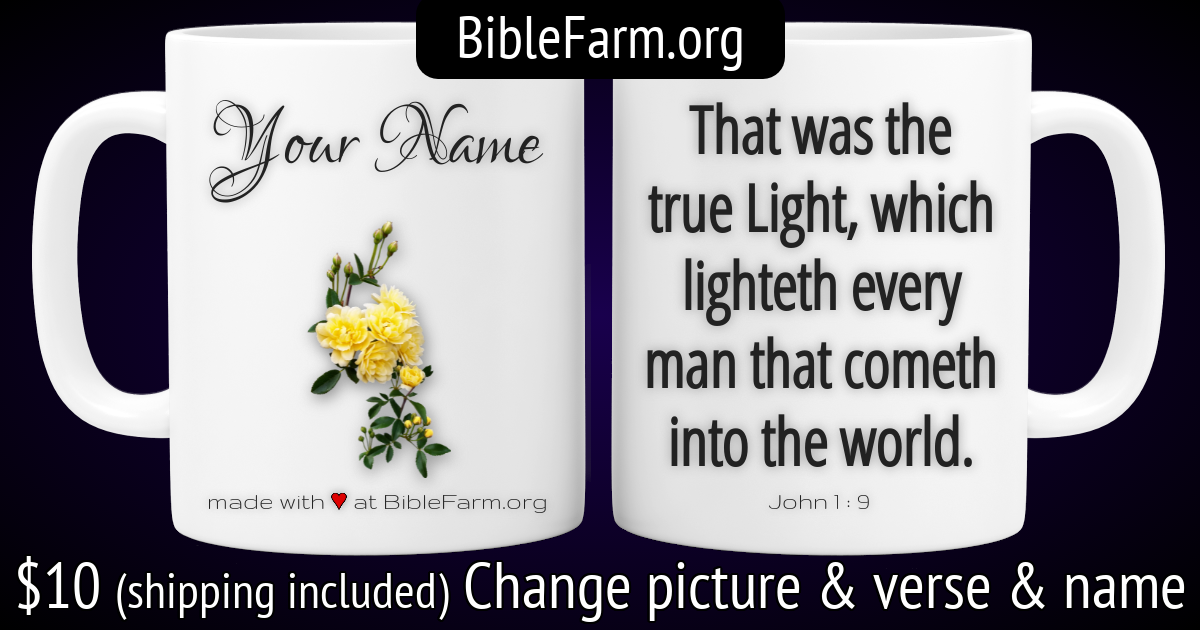 BibleFarm.org
Your Name
made with ♥ at BibleFarm.org
That was the
true Light, which
lighteth every
man that cometh
into the world.
John 1 : 9
$10 (shipping included) Change picture & verse & name